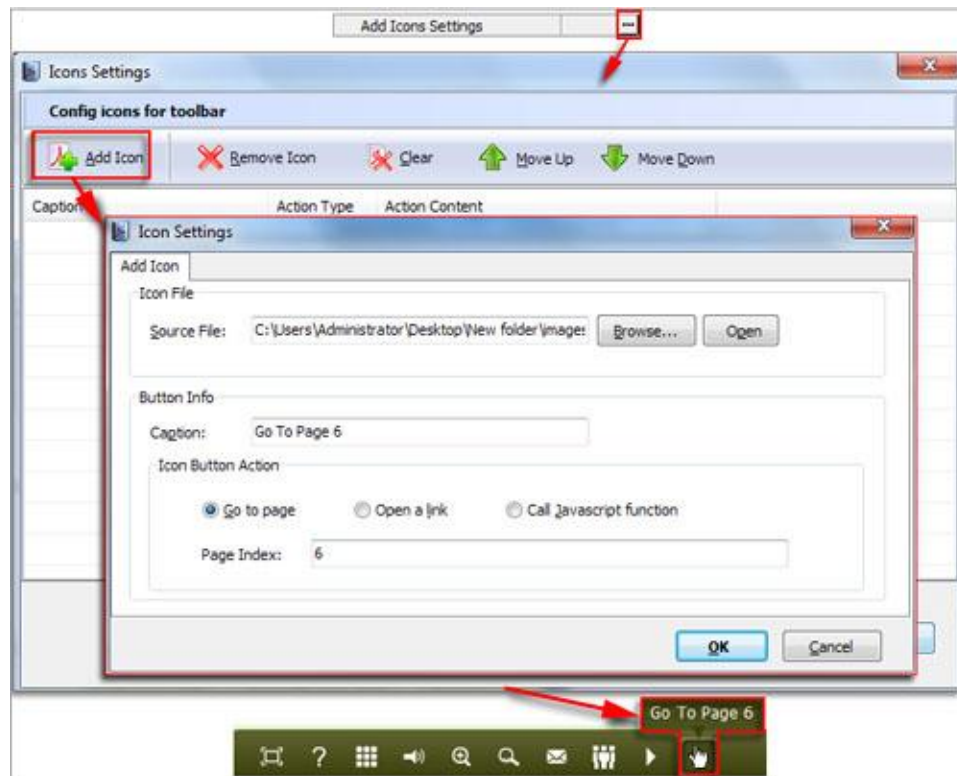 Add Icons Settings
Icons Settings
Config icons for toolbar
Add Icon Remove Icon Clear Move Up Move Down
Caption Action Type Action Content
Icon Settings
Add Icon
Icon File
Source File: C:\Users\Administrator\Desktop\New folder\images Browse... Open
Button Info
Caption: Go To Page 6
Icon Button Action
Go to page Open a link Call Javascript function
Page Index: 6
OK Cancel
Go To Page 6